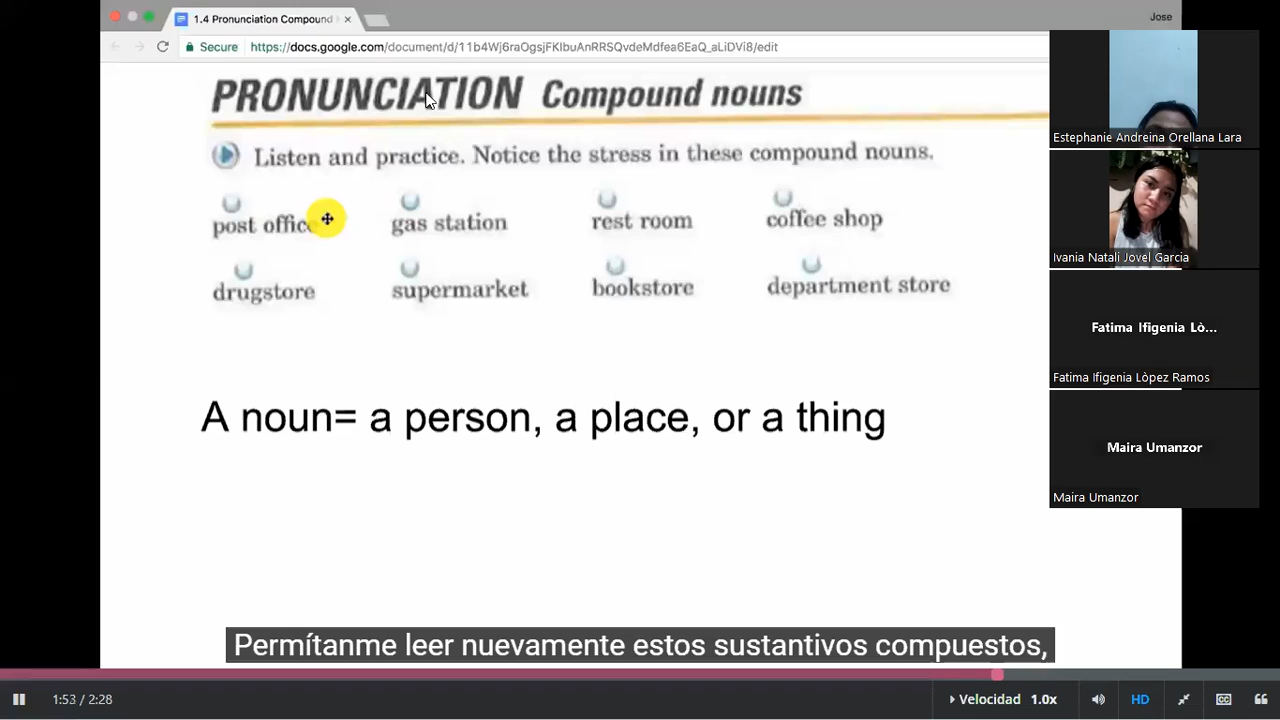 1.4 Pronunciation Compound
Jose
Secure
https://docs.google.com/document/d/11b4Wj6raOgsjFKIbuAnRRSQvdeMdfea6EaQ_aLiDVi8/edit
PRONUNCIATION Compound nouns
Listen and practice. Notice the stress in these compound nouns.
post office gas station rest room coffee shop
drugstore supermarket bookstore department store
A noun= a person, a place, or a thing
Estephanie Andreina Orellana Lara
Ivania Natali Jovel Garcia
Fatima Ifigenia Lò...
Fatima Ifigenia Lòpez Ramos
Maira Umanzor
Maira Umanzor
Permítanme leer nuevamente estos sustantivos compuestos,
1:53 / 2:28
Velocidad 1.0x
HD
CC